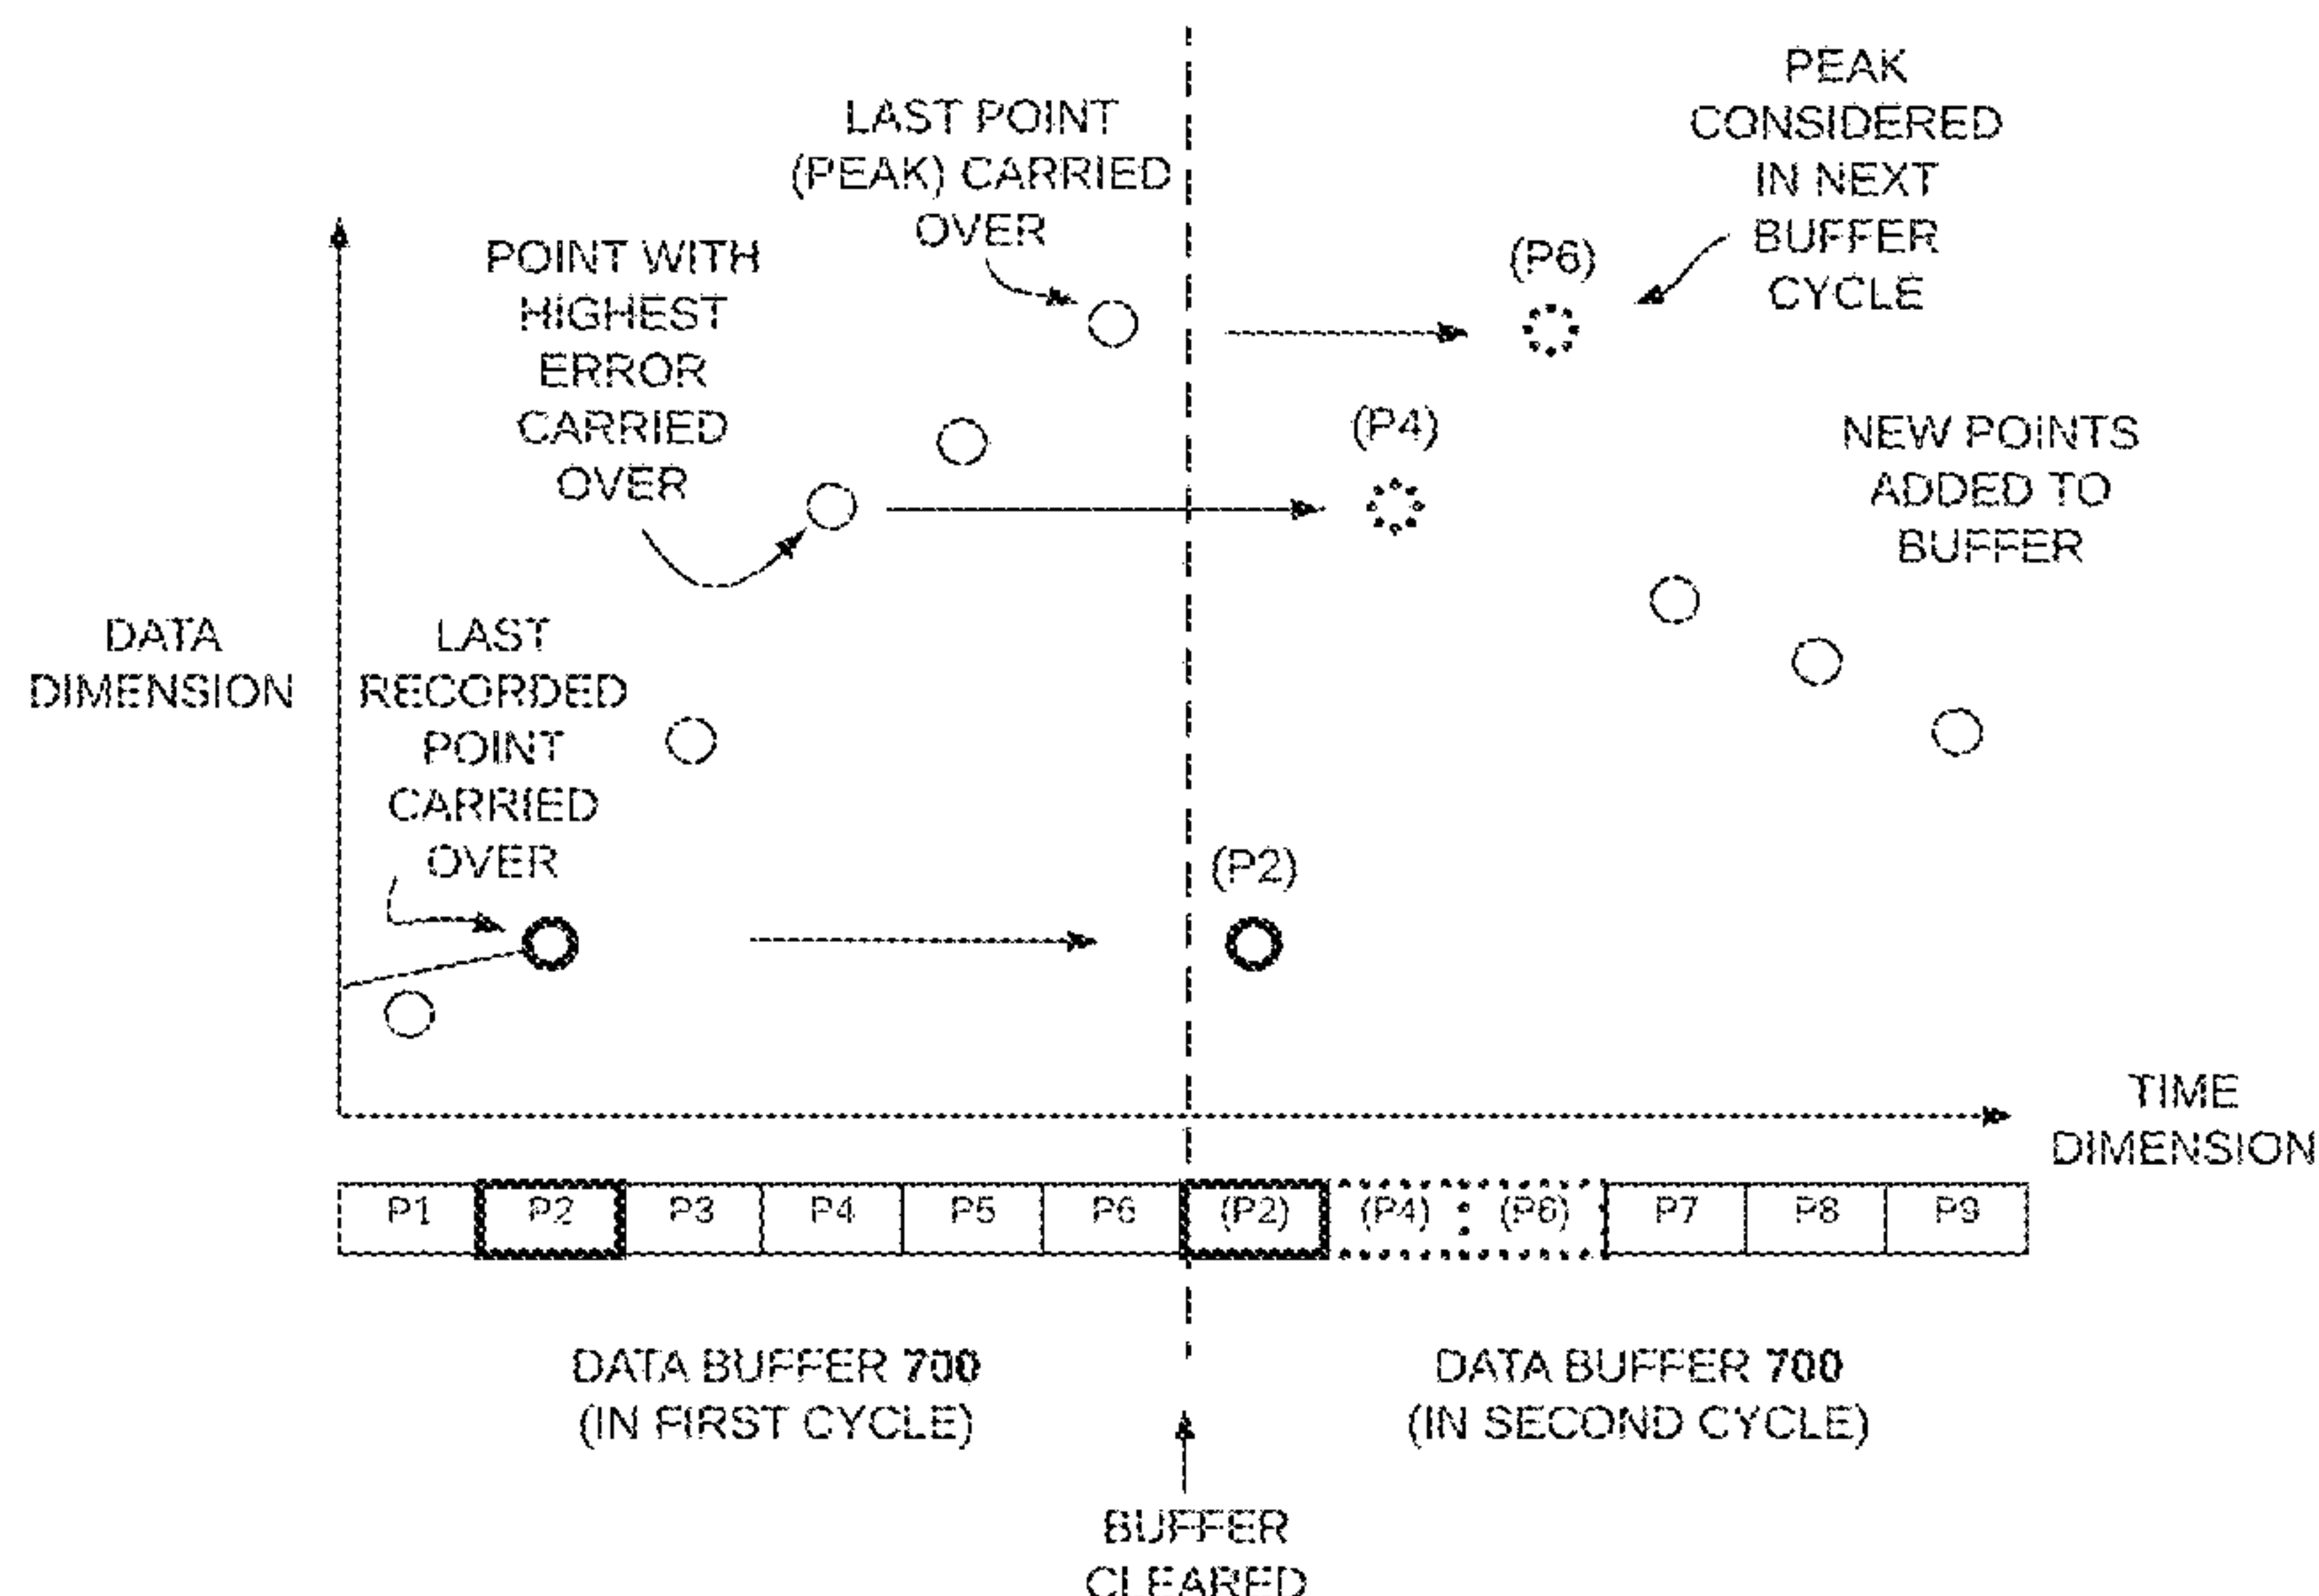 PEAK
CONSIDERED
IN NEXT
BUFFER
CYCLE
LAST POINT
(PEAK) CARRIED
OVER
POINT WITH
HIGHEST
ERROR
CARRIED
OVER
(P6)
(P4)
NEW POINTS
ADDED TO
BUFFER
DATA
DIMENSION
LAST
RECORDED
POINT
CARRIED
OVER
(P2)
TIME
DIMENSION
P1 P2 P3 P4 P5 P6 (P2) (P4) (P6) P7 P8 P9
DATA BUFFER 700
(IN FIRST CYCLE)
DATA BUFFER 700
(IN SECOND CYCLE)
BUFFER
CLEARED